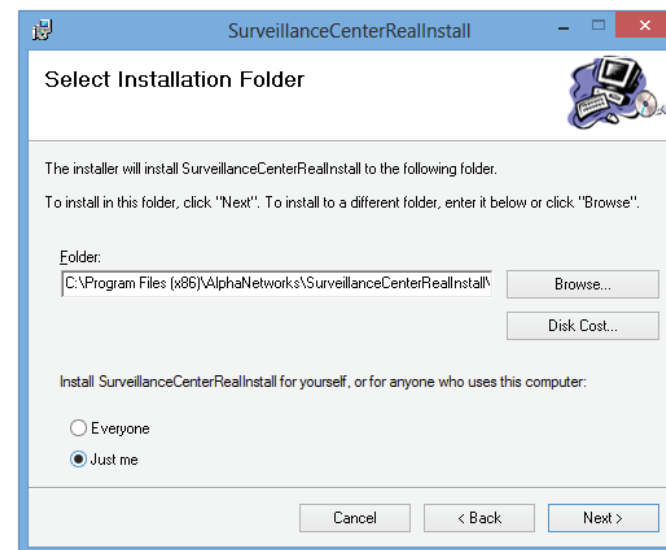 SurveillanceCenterRealInstall
Select Installation Folder
The installer will install SurveillanceCenterRealInstall to the following folder.
To install in this folder, click "Next". To install to a different folder, enter it below or click "Browse".
Folder:
C:\Program Files (x86)\AlphaNetworks\SurveillanceCenterRealInstall\
Browse...
Disk Cost...
Install SurveillanceCenterRealInstall for yourself, or for anyone who uses this computer:
Everyone
Just me
Cancel
< Back
Next >